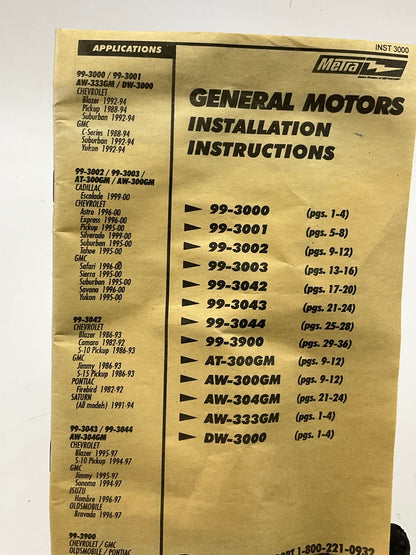 APPLICATIONS
99-3000 / 99-3001
AW-333GM / DW-3000
CHEVROLET
Blazer 1992-94
Pickup 1988-94
Suburban 1992-94
GMC
C-Series 1988-94
Suburban 1992-94
Yukon 1992-94
99-3002 / 99-3003 /
AT-300GM / AW-300GM
CADILLAC
Escalade 1999-00
CHEVROLET
Astro 1996-00
Express 1996-00
Pickup 1995-00
Silverado 1999-00
Suburban 1995-00
Tahoe 1995-00
GMC
Safari 1996-00
Sierra 1995-00
Suburban 1995-00
Savana 1996-00
Yukon 1995-00
99-3042
CHEVROLET
Blazer 1986-93
Camara 1982-92
S-10 Pickup 1986-93
GMC
Jimmy 1986-93
S-15 Pickup 1986-93
PONTIAC
Firebird 1982-92
SATURN
(All models) 1991-94
99-3043 / 99-3044
AW-304GM
CHEVROLET
Blazer 1995-97
S-10 Pickup 1994-97
GMC
Jimmy 1995-97
Sonoma 1994-97
ISUZU
Hombre 1996-97
OLDSMOBILE
Bravada 1996-97
99-3900
CHEVROLET / GMC
OLDSMOBILE / PONTIAC
INST 3000
Metra
GENERAL MOTORS
INSTALLATION
INSTRUCTIONS
99-3000 (pgs. 1-4)
99-3001 (pgs. 5-8)
99-3002 (pgs. 9-12)
99-3003 (pgs. 13-16)
99-3042 (pgs. 17-20)
99-3043 (pgs. 21-24)
99-3044 (pgs. 25-28)
99-3900 (pgs. 29-36)
AT-300GM (pgs. 9-12)
AW-300GM (pgs. 9-12)
AW-304GM (pgs. 21-24)
AW-333GM (pgs. 1-4)
DW-3000 (pgs. 1-4)
1-800-221-0932